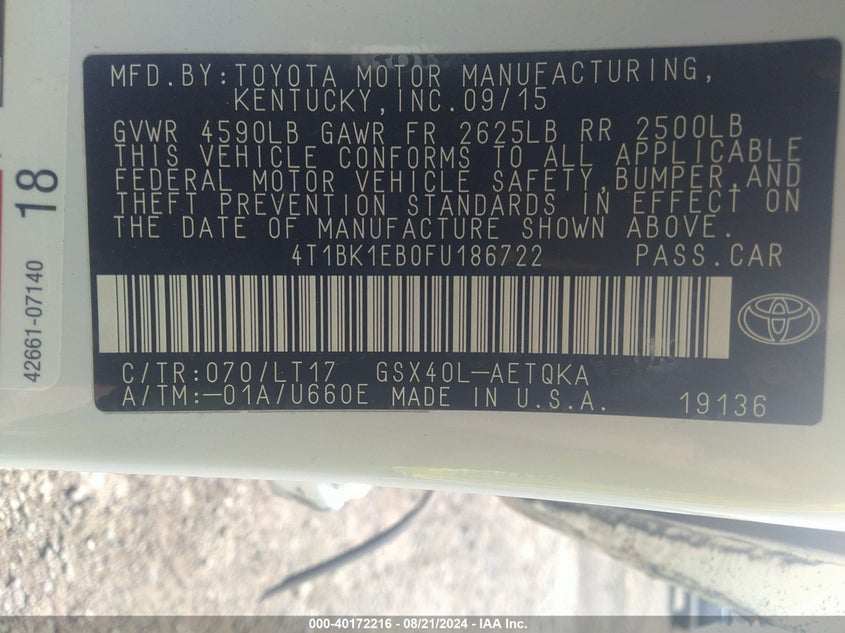 MFD.BY:TOYOTA MOTOR MANUFACTURING,
KENTUCKY,INC.09/15
GVWR 4590LB GAWR FR 2625LB RR 2500LB
THIS VEHICLE CONFORMS TO ALL APPLICABLE
FEDERAL MOTOR VEHICLE SAFETY,BUMPER,AND
THEFT PREVENTION STANDARDS IN EFFECT ON
THE DATE OF MANUFACTURE SHOWN ABOVE.
4T1BK1EB0FU186722 PASS.CAR
C/TR:070/LT17 GSX40L-AETQKA
A/TM:-01A/U660E MADE IN U.S.A. 19136
18
42661-07140
000-40172216 - 08/21/2024 - IAA Inc.